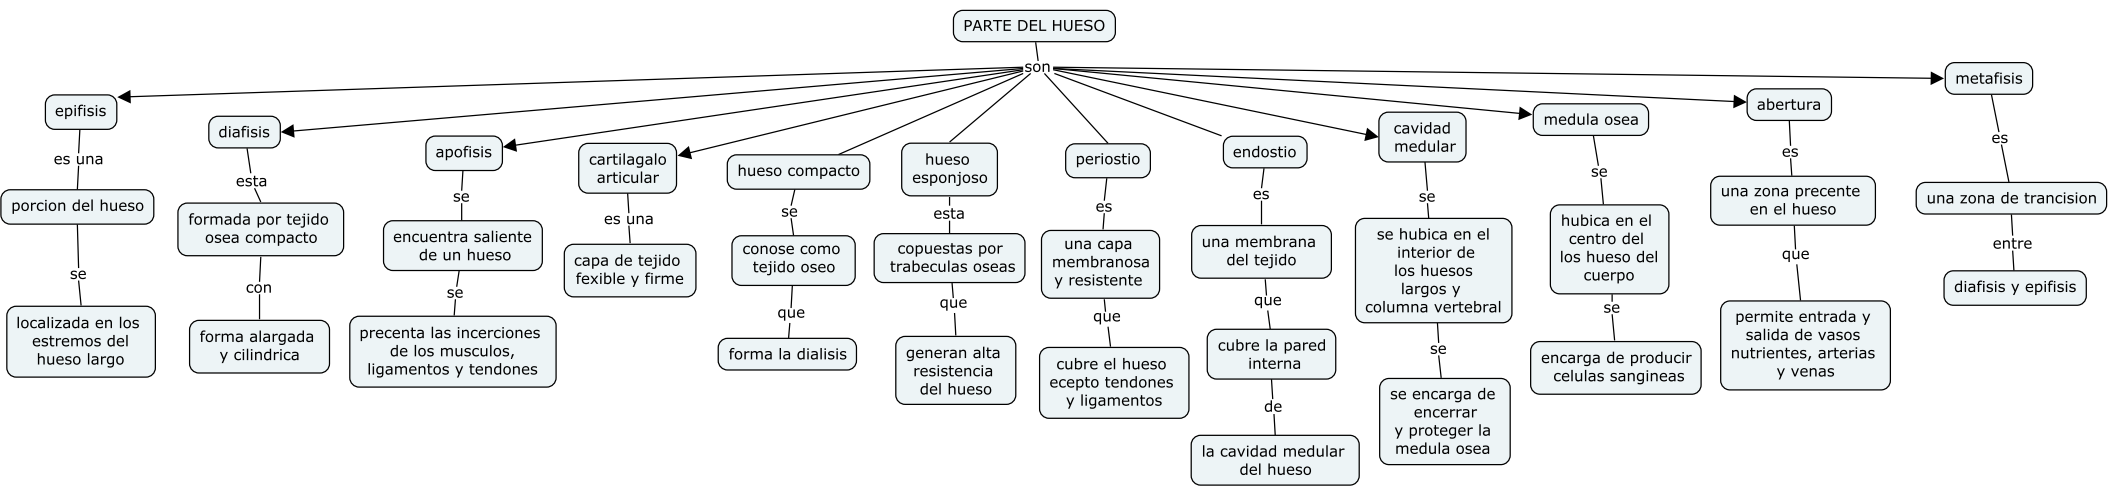 PARTE DEL HUESO
son
epifisis
es una
porcion del hueso
se
localizada en los
estremos del
hueso largo
diafisis
esta
formada por tejido
osea compacto
con
forma alargada
y cilindrica
apofisis
se
encuentra saliente
de un hueso
se
precenta las incerciones
de los musculos,
ligamentos y tendones
cartilagalo
articular
es una
capa de tejido
fexible y firme
hueso compacto
se
conose como
tejido oseo
que
forma la dialisis
hueso
esponjoso
esta
copuestas por
trabeculas oseas
que
generan alta
resistencia
del hueso
periostio
es
una capa
membranosa
y resistente
que
cubre el hueso
ecepto tendones
y ligamentos
endostio
es
una membrana
del tejido
que
cubre la pared
interna
de
la cavidad medular
del hueso
cavidad
medular
se
se hubica en el
interior de
los huesos
largos y
columna vertebral
se
se encarga de
encerrar
y proteger la
medula osea
medula osea
se
hubica en el
centro del
los hueso del
cuerpo
se
encarga de producir
celulas sangineas
abertura
es
una zona precente
en el hueso
que
permite entrada y
salida de vasos
nutrientes, arterias
y venas
metafisis
es
una zona de trancision
entre
diafisis y epifisis